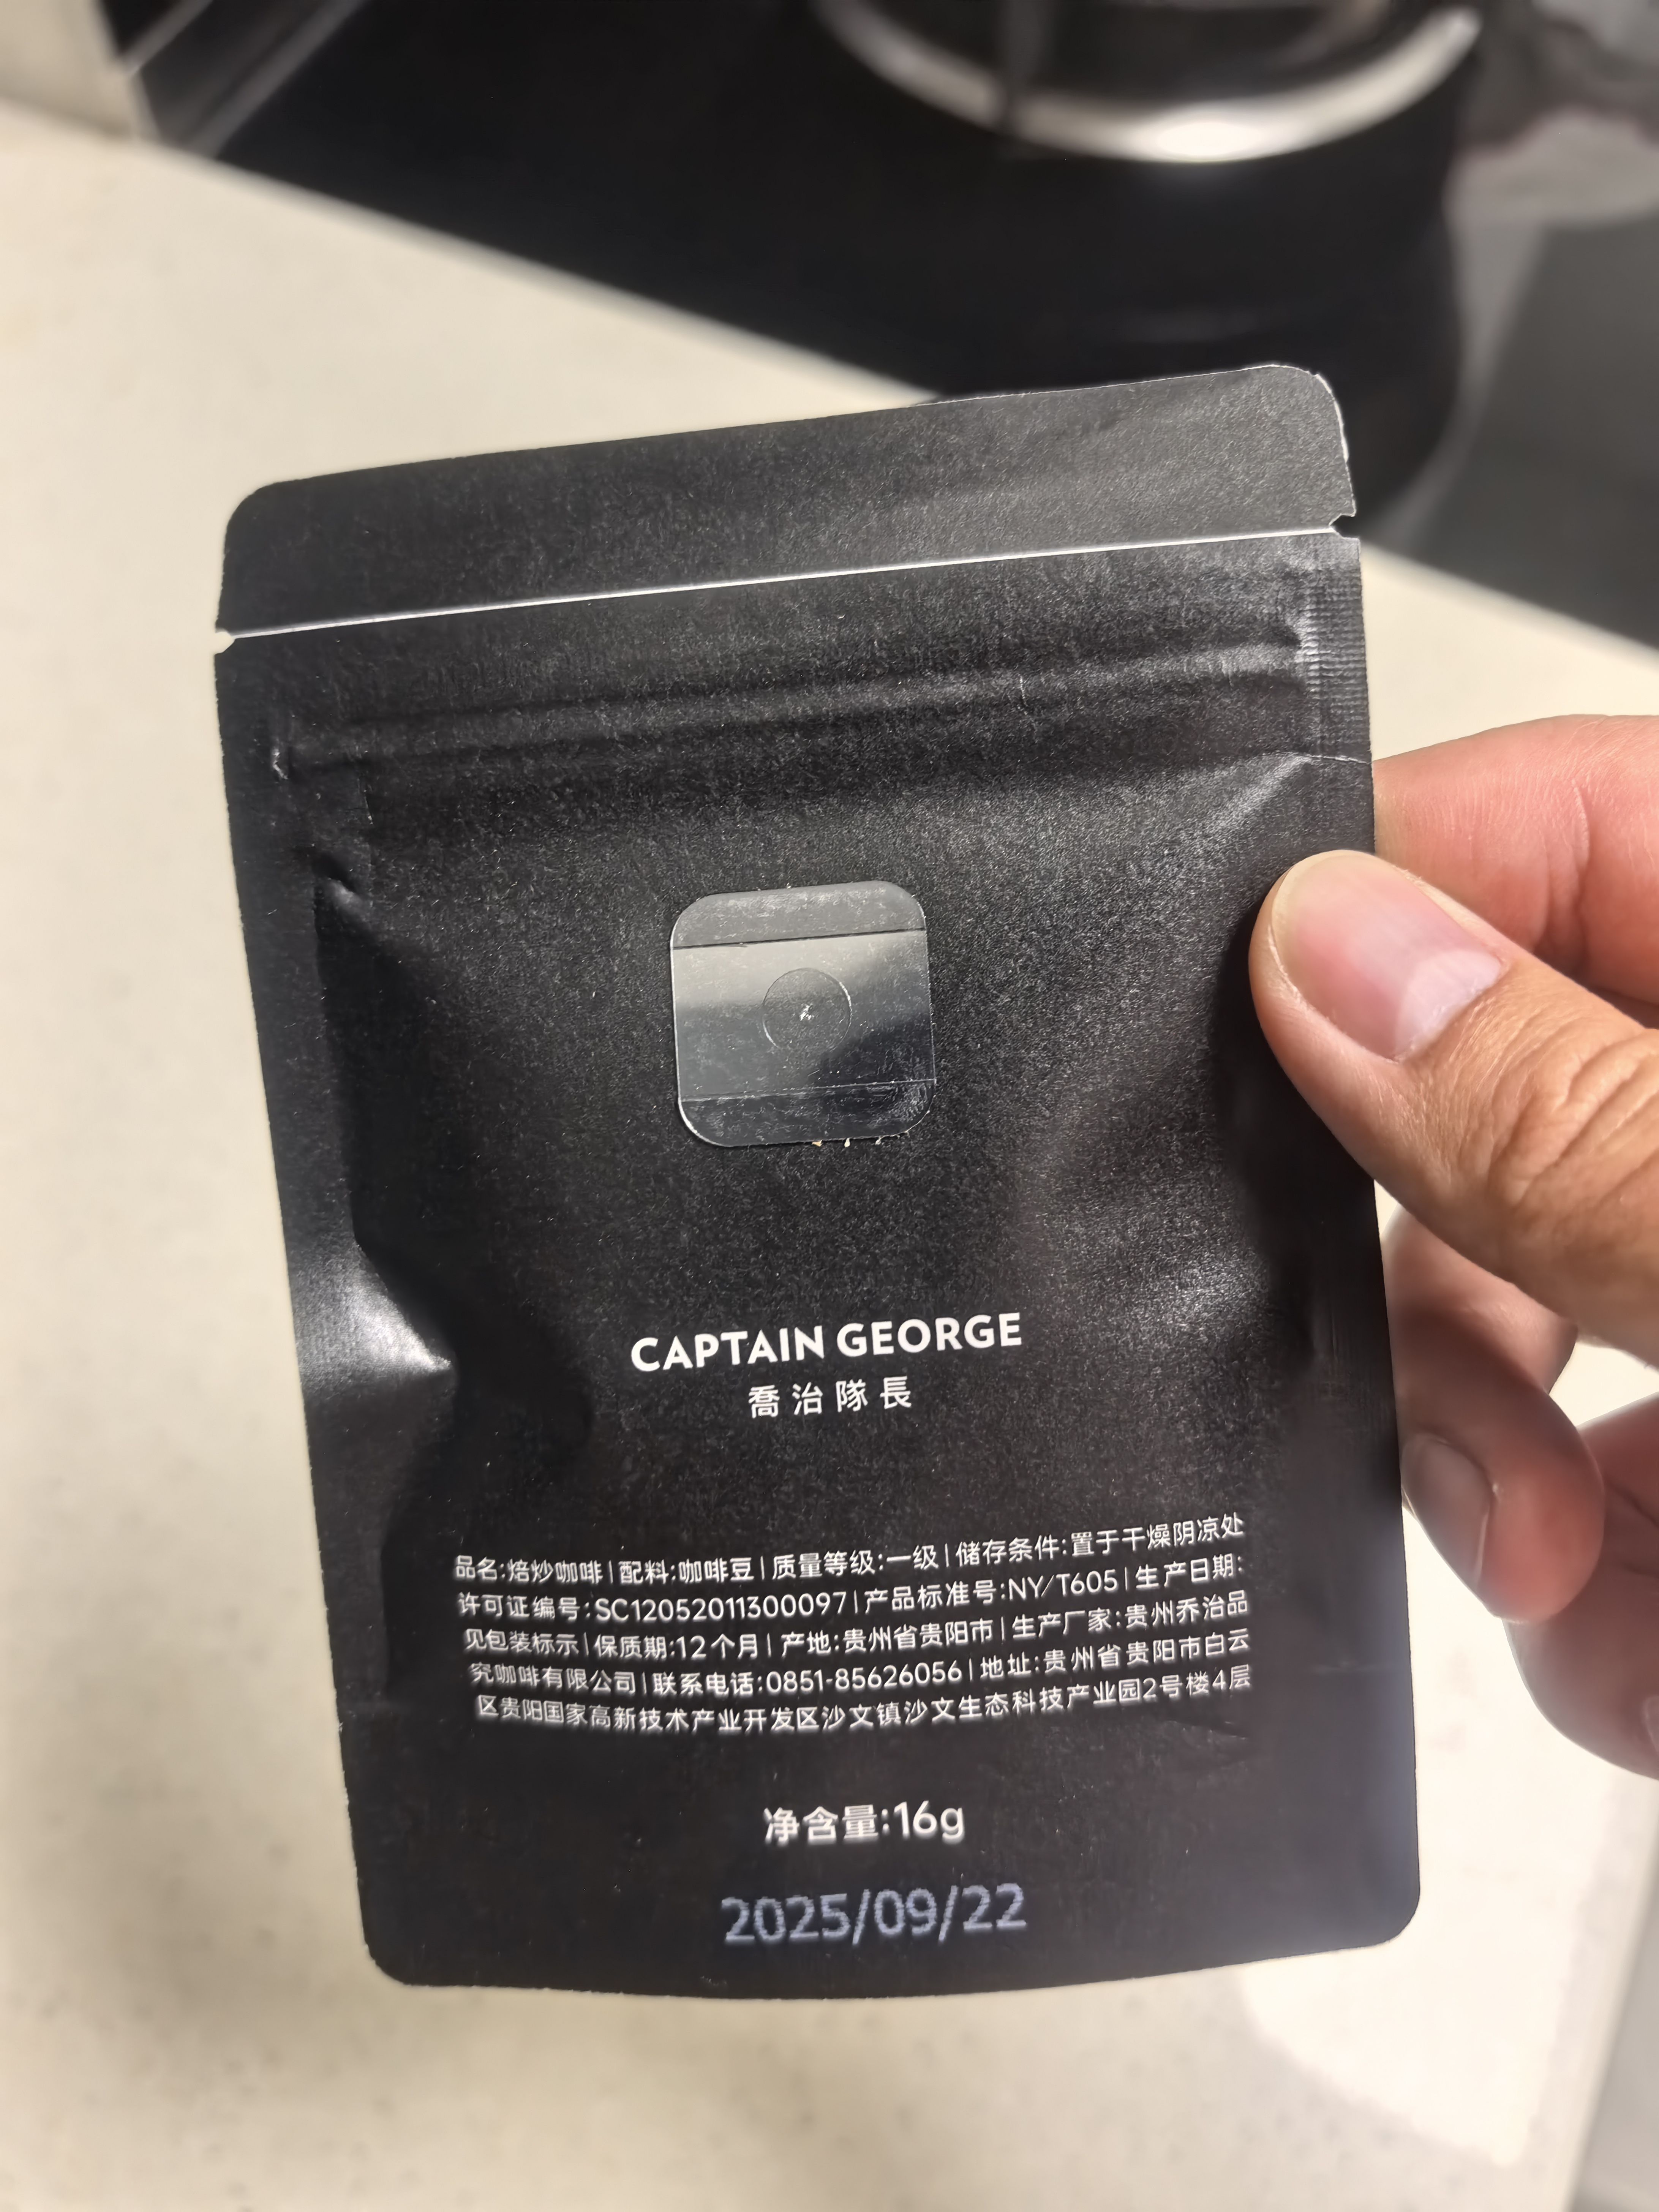 CAPTAIN GEORGE
喬治隊長
品名:焙炒咖啡|配料:咖啡豆|质量等级:一级|储存条件:置于干燥阴凉处
许可证编号:SC12052011300097|产品标准号:NY/T605|生产日期:
见包装标示|保质期:12个月|产地:贵州省贵阳市|生产厂家:贵州乔治品
究咖啡有限公司|联系电话:0851-85626056|地址:贵州省贵阳市白云
区贵阳国家高新技术产业开发区沙文镇沙文生态科技产业园2号楼4层
净含量:16g
2025/09/22